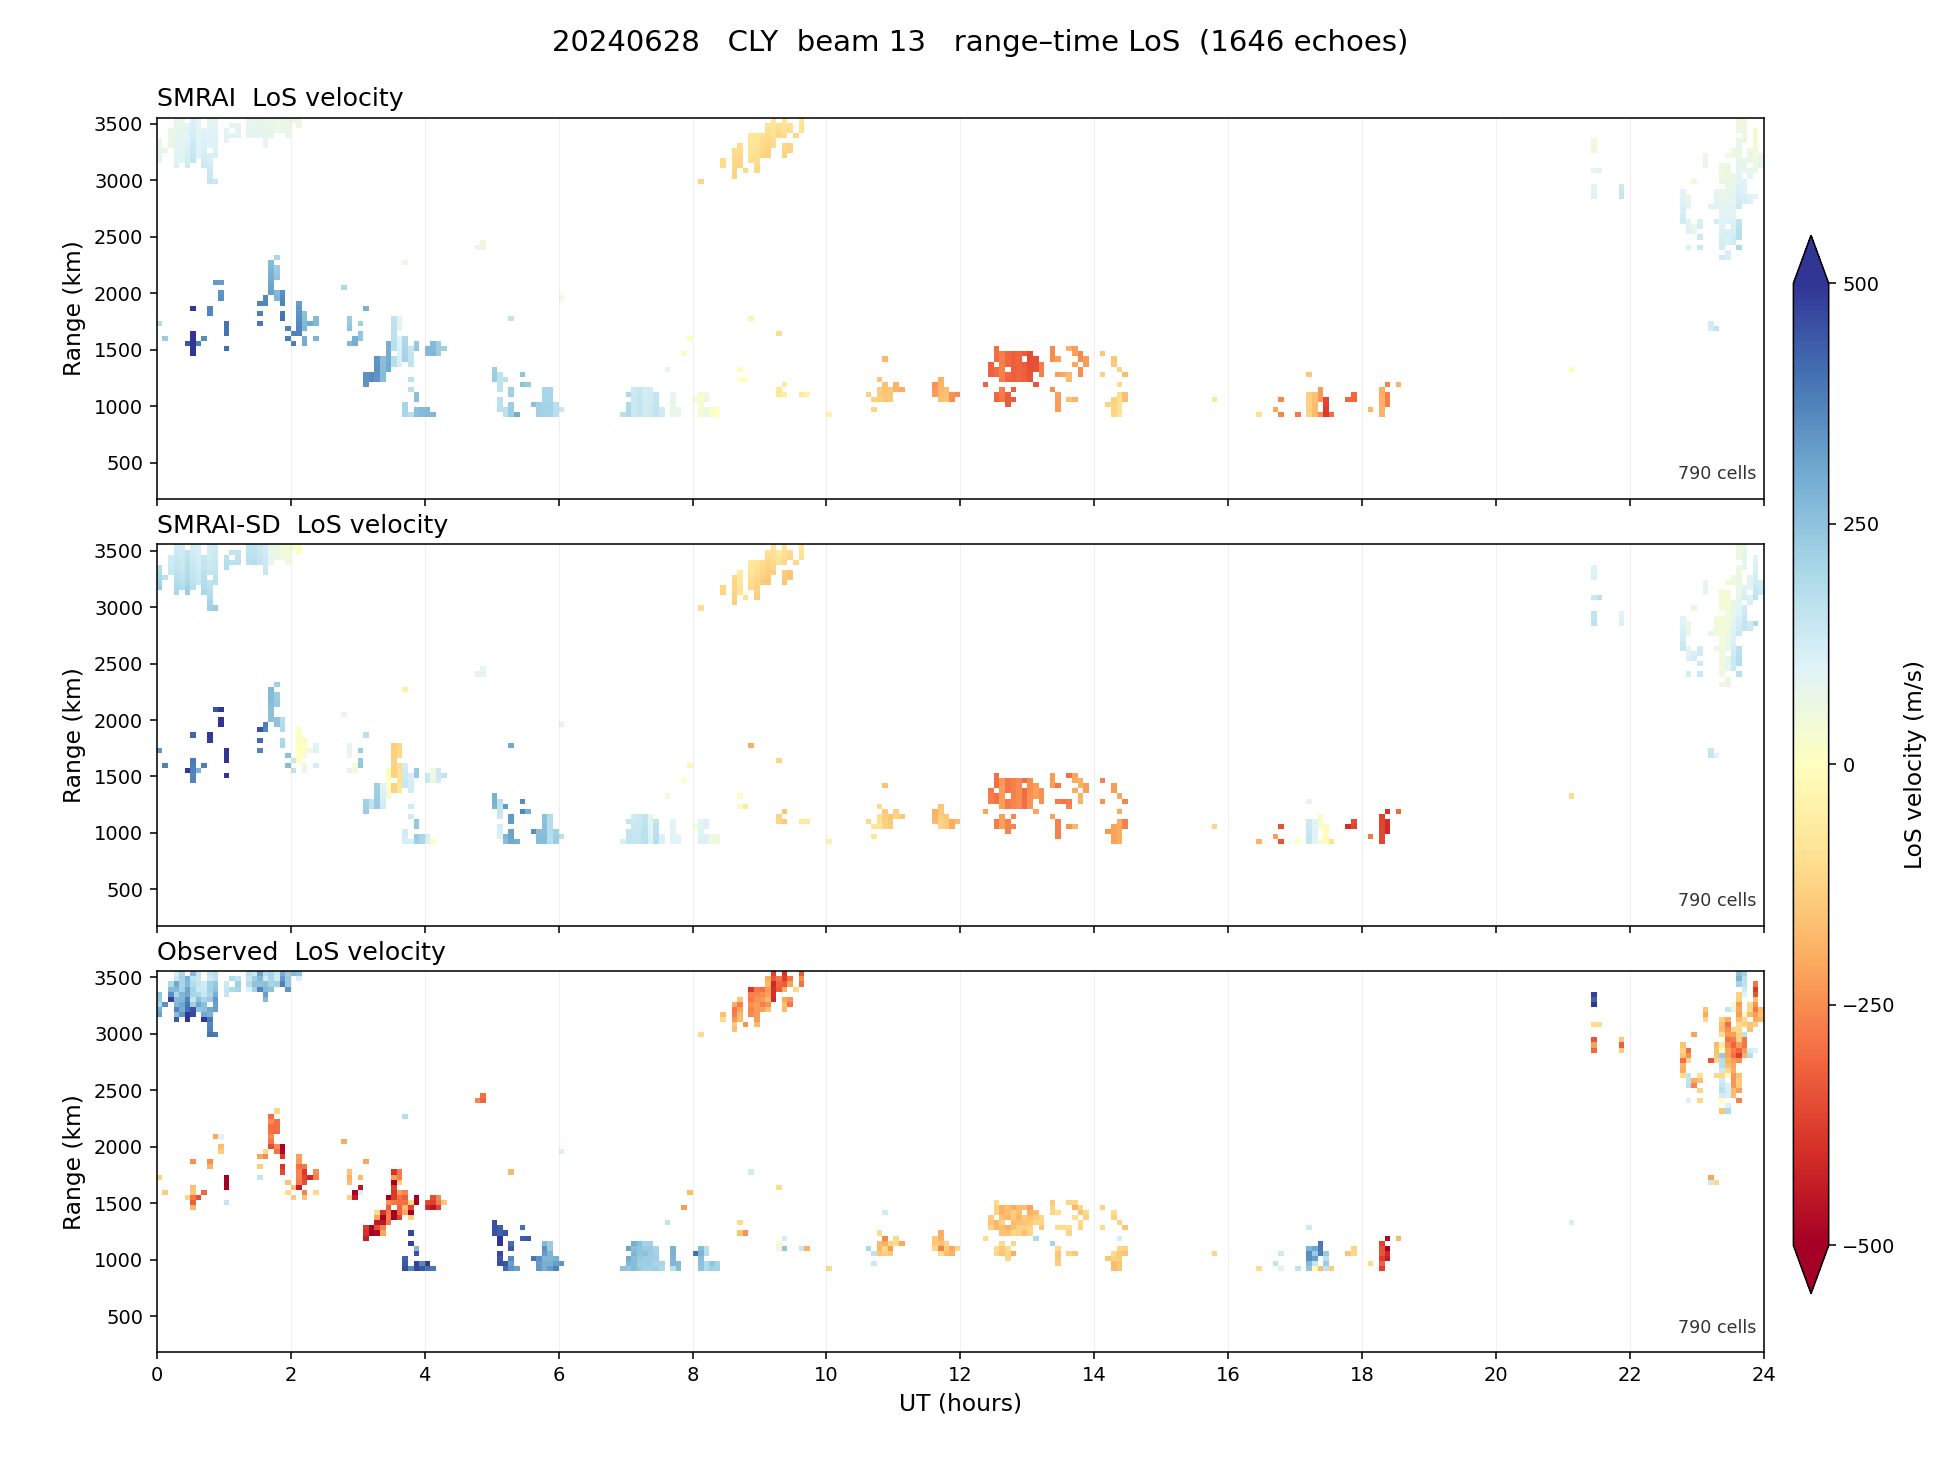 20240628   CLY  beam 13   range–time LoS  (1646 echoes)
SMRAI  LoS velocity
3500
3000
2500
2000
1500
1000
500
Range (km)
790 cells
SMRAI-SD  LoS velocity
3500
3000
2500
2000
1500
1000
500
Range (km)
790 cells
Observed  LoS velocity
3500
3000
2500
2000
1500
1000
500
Range (km)
790 cells
0 2 4 6 8 10 12 14 16 18 20 22 24
UT (hours)
500
250
0
−250
−500
LoS velocity (m/s)